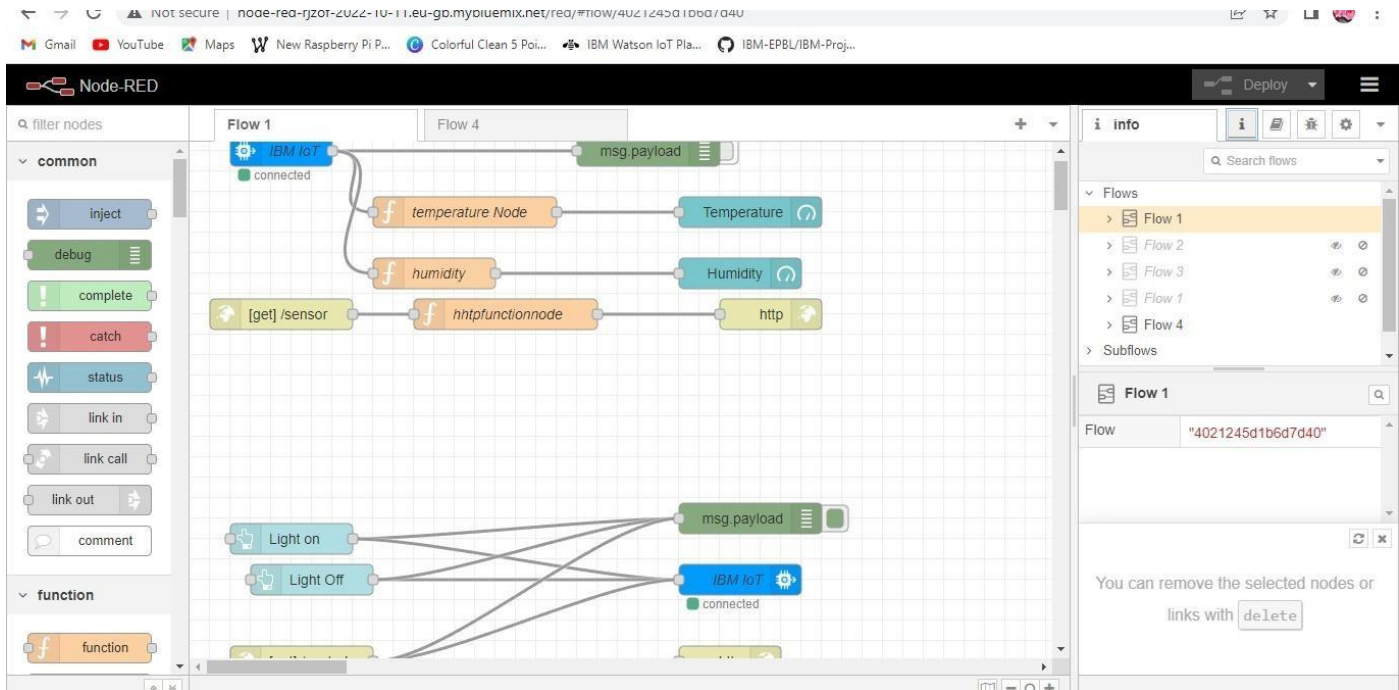 Not secure | node-red-rjzof-2022-10-11.eu-gb.mybluemix.net/red/#flow/4021245d1b6d7d40
Gmail YouTube Maps New Raspberry Pi P... Colorful Clean 5 Poi... IBM Watson IoT Pla... IBM-EPBL/IBM-Proj...
Node-RED
Deploy
filter nodes
common
inject
debug
complete
catch
status
link in
link call
link out
comment
function
function
Flow 1
Flow 4
IBM IoT
msg.payload
connected
temperature Node
Temperature
humidity
Humidity
[get] /sensor
hhtpfunctionnode
http
Light on
msg.payload
Light Off
IBM IoT
connected
info
Search flows
Flows
Flow 1
Flow 2
Flow 3
Flow 1
Flow 4
Subflows
Flow 1
Flow "4021245d1b6d7d40"
You can remove the selected nodes or
links with delete